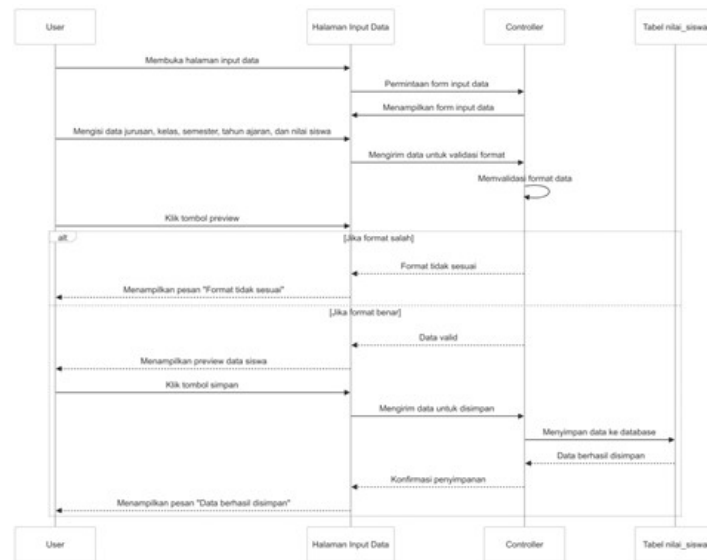 User
Halaman Input Data
Controller
Tabel nilai_siswa
Membuka halaman input data
Permintaan form input data
Menampilkan form input data
Mengisi data jurusan, kelas, semester, tahun ajaran, dan nilai siswa
Mengirim data untuk validasi format
Memvalidasi format data
Klik tombol preview
alt
[Jika format salah]
Format tidak sesuai
Menampilkan pesan "Format tidak sesuai"
[Jika format benar]
Data valid
Menampilkan preview data siswa
Klik tombol simpan
Mengirim data untuk disimpan
Menyimpan data ke database
Data berhasil disimpan
Konfirmasi penyimpanan
Menampilkan pesan "Data berhasil disimpan"
User
Halaman Input Data
Controller
Tabel nilai_siswa